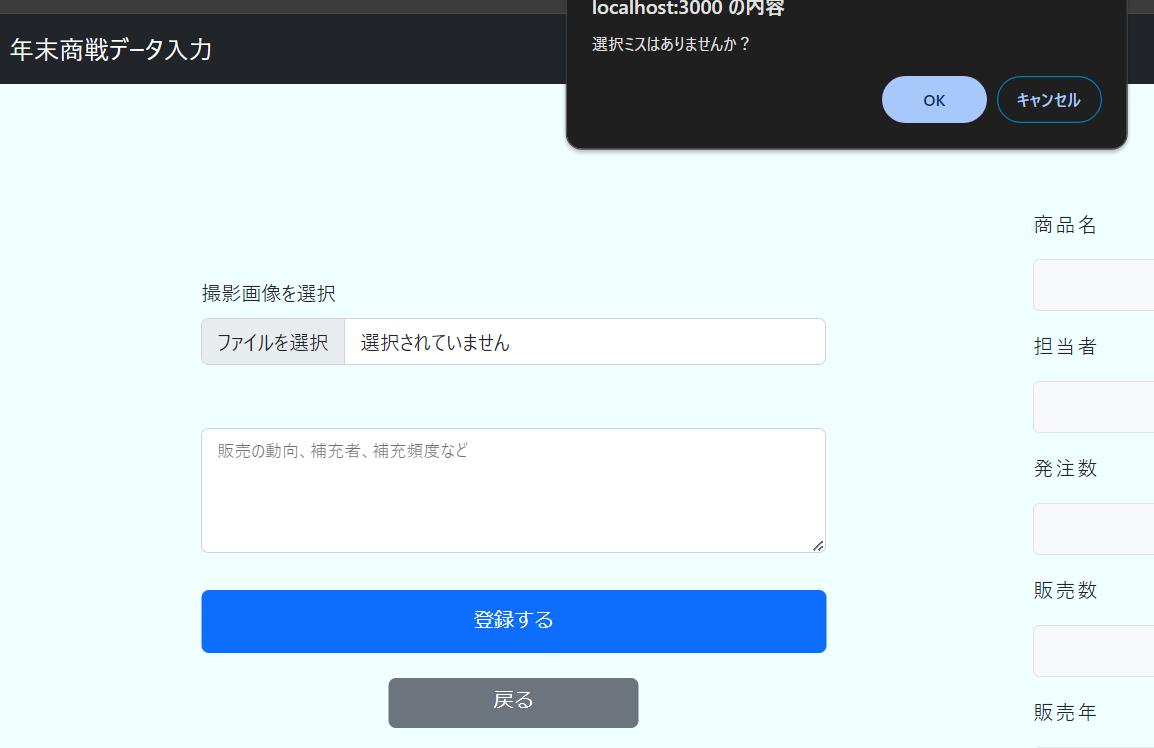 localhost:3000 の内容
年末商戦データ入力
選択ミスはありませんか?
OK
キャンセル
撮影画像を選択
ファイルを選択
選択されていません
販売の動向、補充者、補充頻度など
登録する
戻る
商品名
担当者
発注数
販売数
販売年